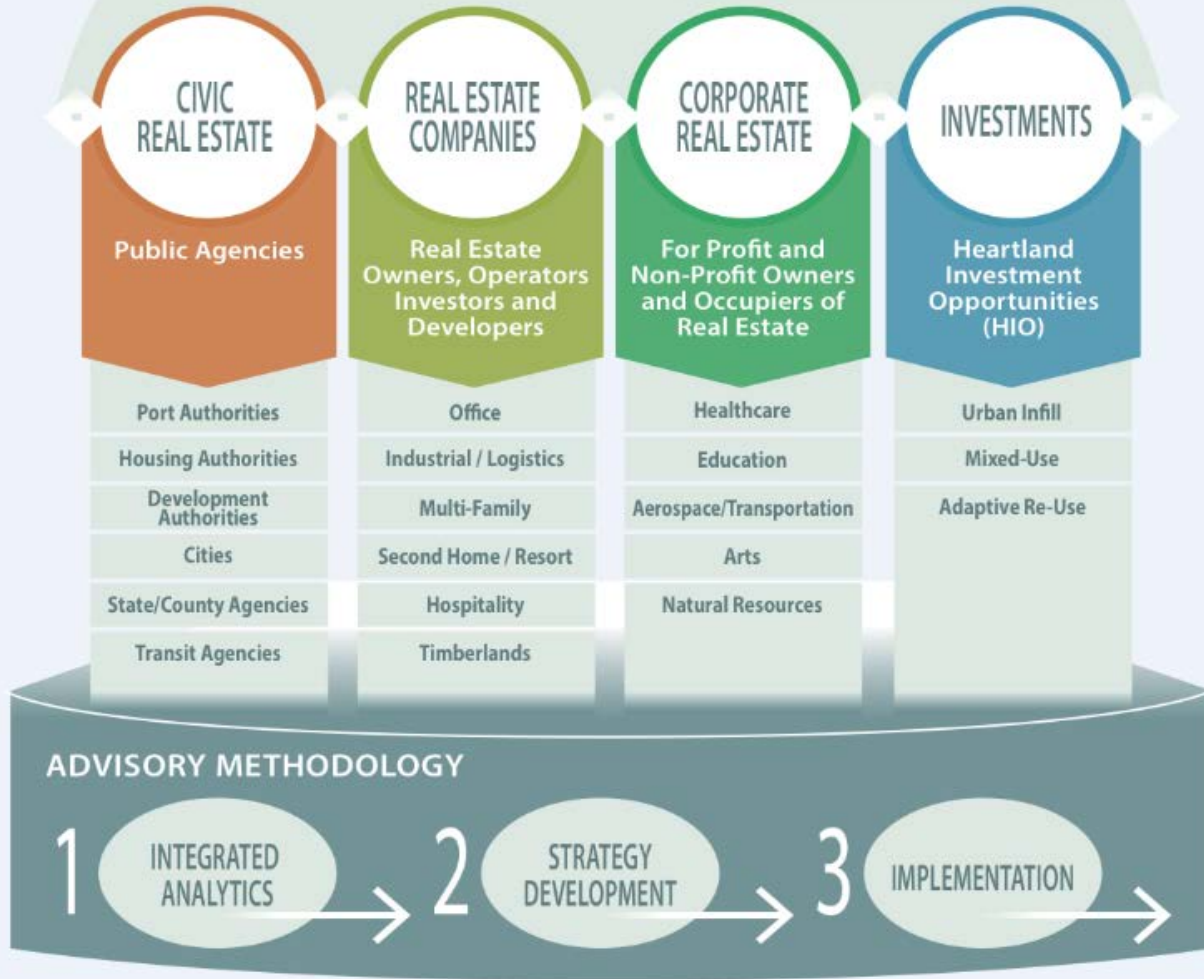 CIVIC
REAL ESTATE
Public Agencies
Port Authorities
Housing Authorities
Development
Authorities
Cities
State/County Agencies
Transit Agencies
REAL ESTATE
COMPANIES
Real Estate
Owners, Operators
Investors and
Developers
Office
Industrial / Logistics
Multi-Family
Second Home / Resort
Hospitality
Timberlands
CORPORATE
REAL ESTATE
For Profit and
Non-Profit Owners
and Occupiers of
Real Estate
Healthcare
Education
Aerospace/Transportation
Arts
Natural Resources
INVESTMENTS
Heartland
Investment
Opportunities
(HIO)
Urban Infill
Mixed-Use
Adaptive Re-Use
ADVISORY METHODOLOGY
1
INTEGRATED
ANALYTICS
2
STRATEGY
DEVELOPMENT
3
IMPLEMENTATION